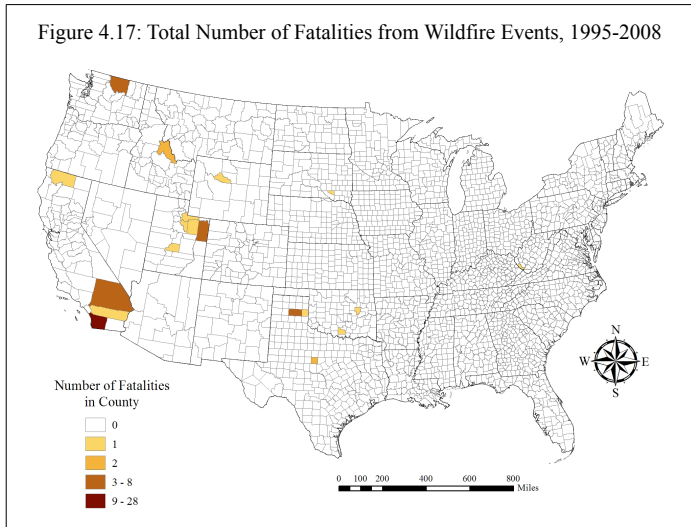 Figure 4.17: Total Number of Fatalities from Wildfire Events, 1995-2008
N
W
E
S
Number of Fatalities
in County
0
1
2
3 - 8
9 - 28
0 100 200 400 600 800
Miles